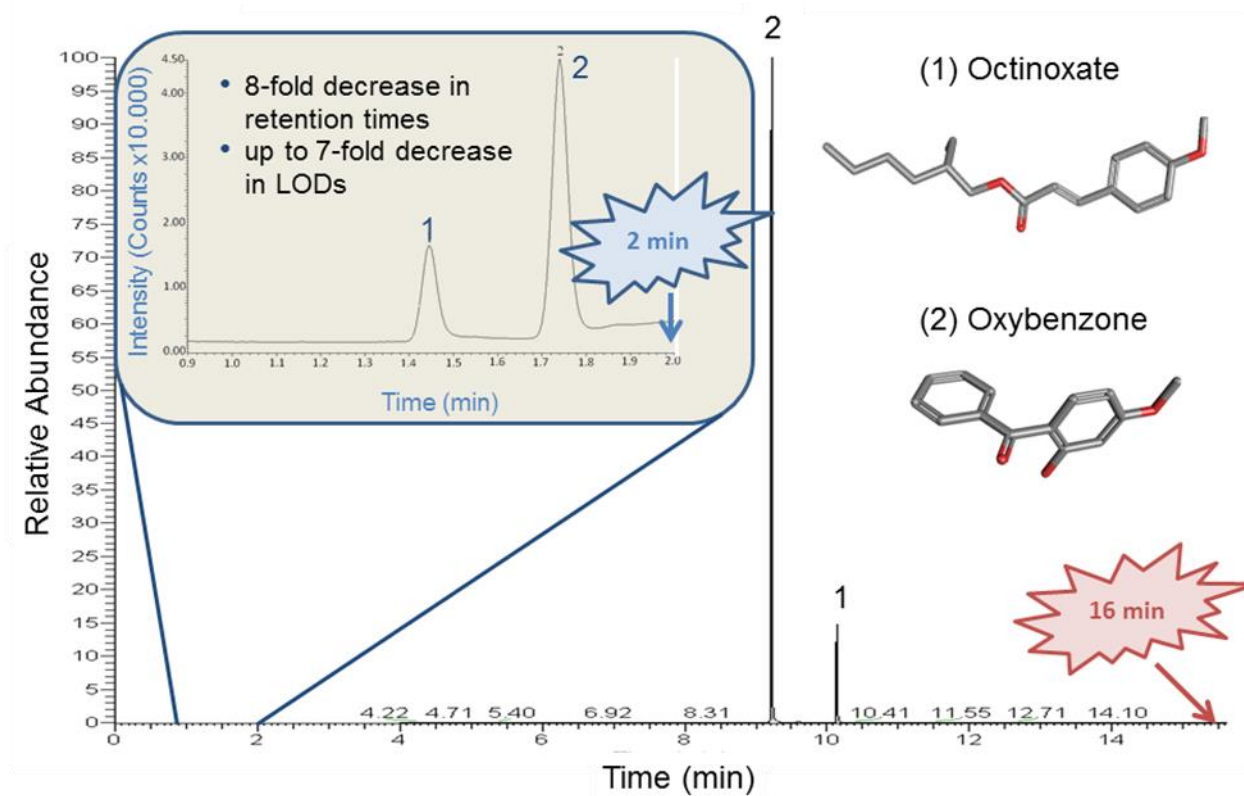 2
(1) Octinoxate
(2) Oxybenzone
• 8-fold decrease in
retention times
• up to 7-fold decrease
in LODs
2
2
1
2 min
Intensity (Counts x10.000)
4.50
4.00
3.00
2.00
1.00
0.00
0.9 1.0 1.1 1.2 1.3 1.4 1.5 1.6 1.7 1.8 1.9 2.0
Time (min)
Relative Abundance
100
95
90
85
80
75
70
65
60
55
50
45
40
35
30
25
20
15
10
5
0
1
16 min
4.22 4.71 5.40 6.92 8.31 10.41 11.55 12.71 14.10
0 2 4 6 8 10 12 14
Time (min)